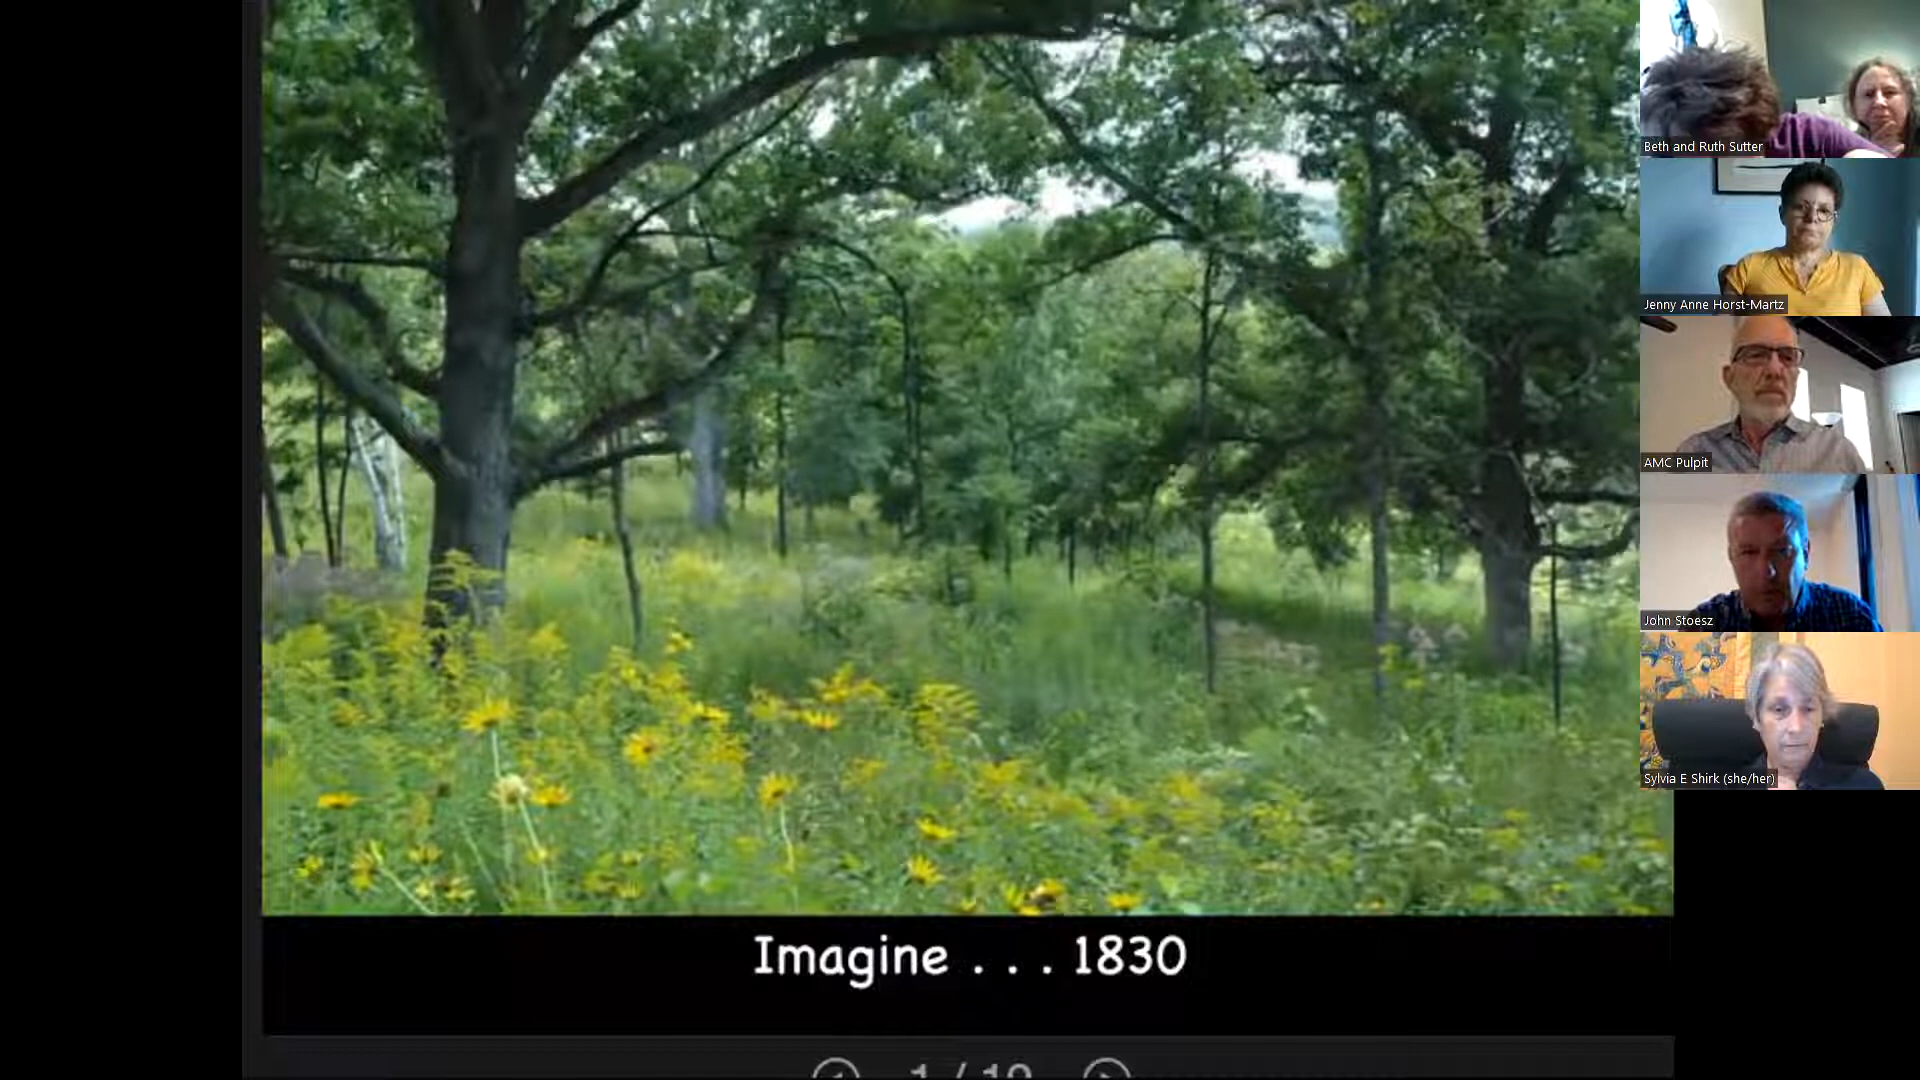 Beth and Ruth Sutter
Jenny Anne Horst-Martz
AMC Pulpit
John Stoesz
Sylvia E Shirk (she/her)
Imagine . . . 1830